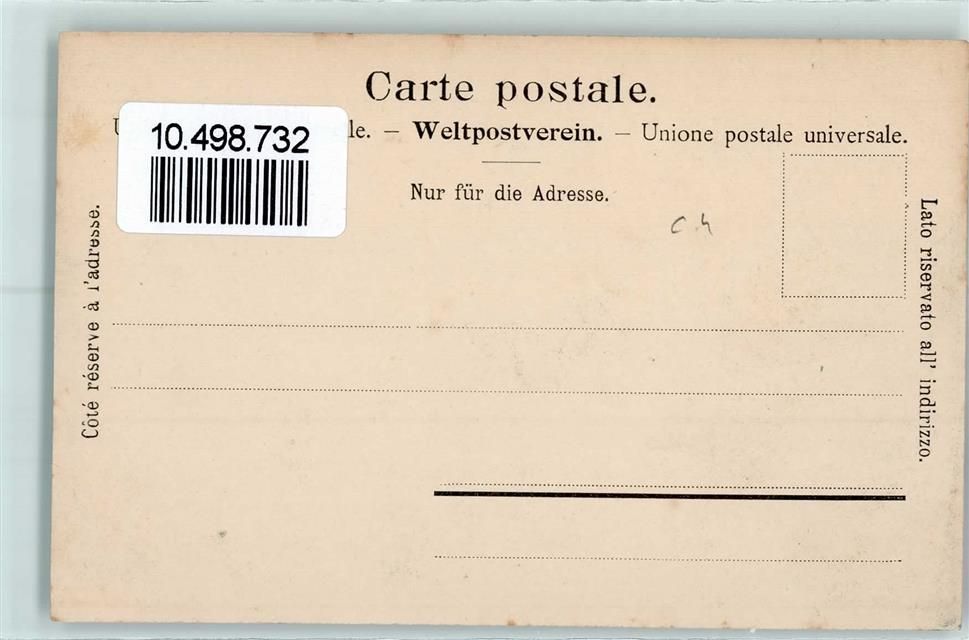 Carte postale.
le. – Weltpostverein. – Unione postale universale.
10.498.732
Nur für die Adresse.
Côté réserve à l'adresse.
Lato riservato all' indirizzo.